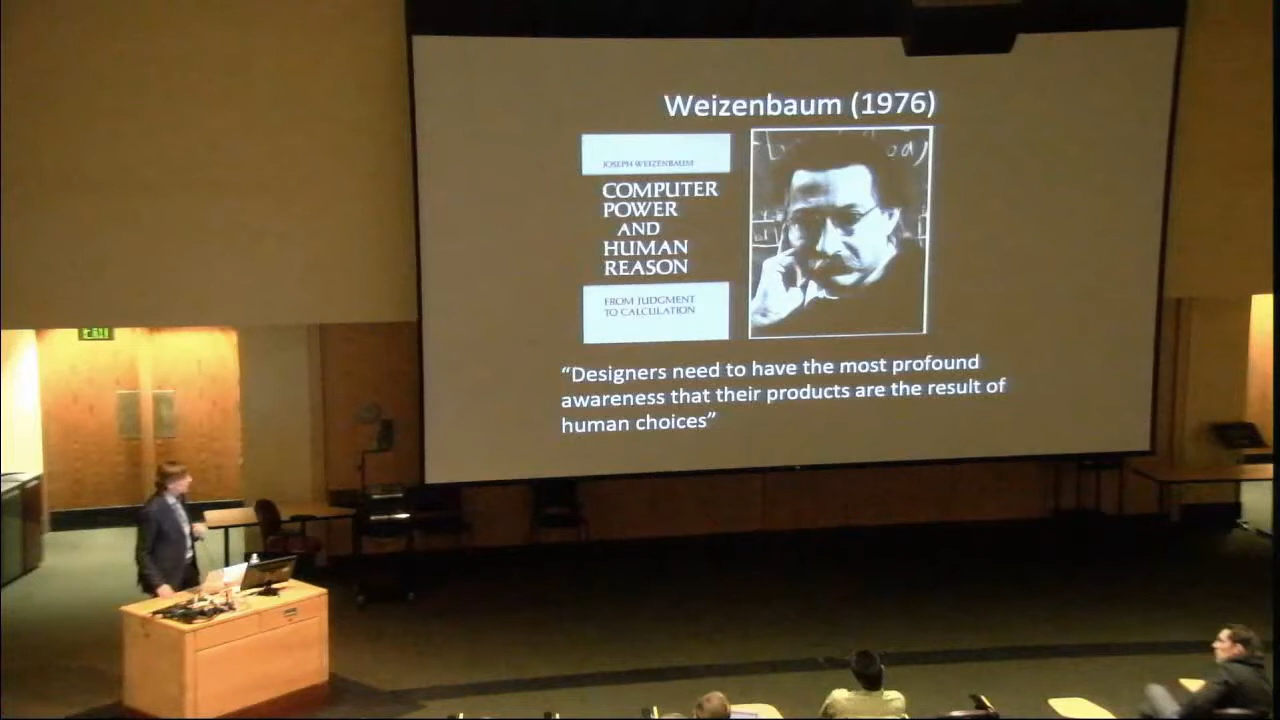 Weizenbaum (1976)
JOSEPH WEIZENBAUM
COMPUTER
POWER
AND
HUMAN
REASON
FROM JUDGMENT
TO CALCULATION
“Designers need to have the most profound
awareness that their products are the result of
human choices”
EXIT